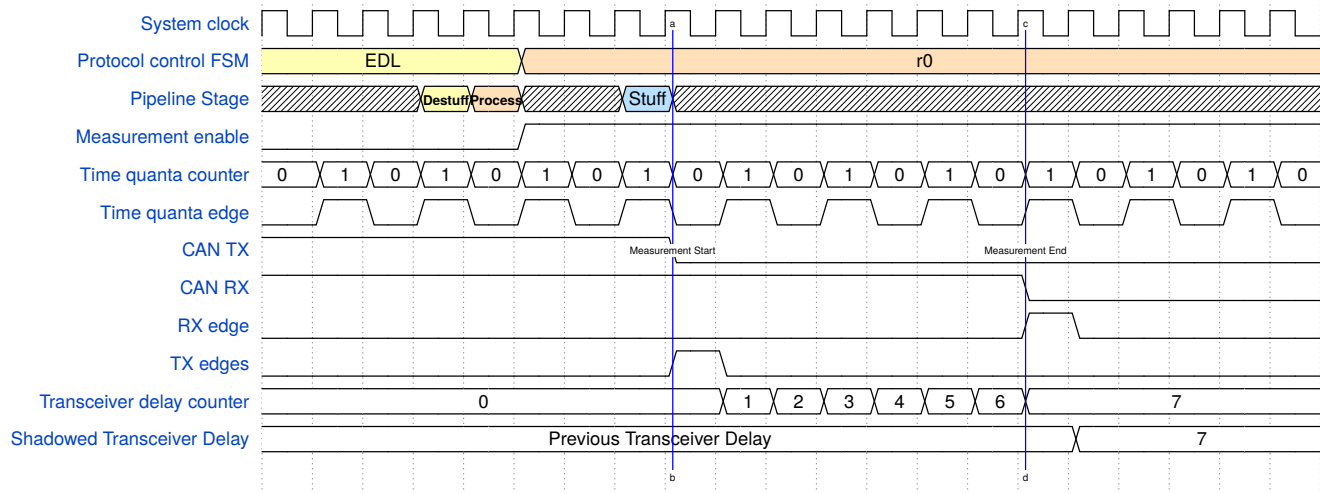 System clock a c
Protocol control FSM EDL r0
Pipeline Stage Destuff Process Stuff
Measurement enable
Time quanta counter 0 1 0 1 0 1 0 1 0 1 0 1 0 1 0 1 0 1 0 1 0
Time quanta edge
CAN TX Measurement Start Measurement End
CAN RX
RX edge
TX edges
Transceiver delay counter 0 1 2 3 4 5 6 7
Shadowed Transceiver Delay Previous Transceiver Delay 7
b d